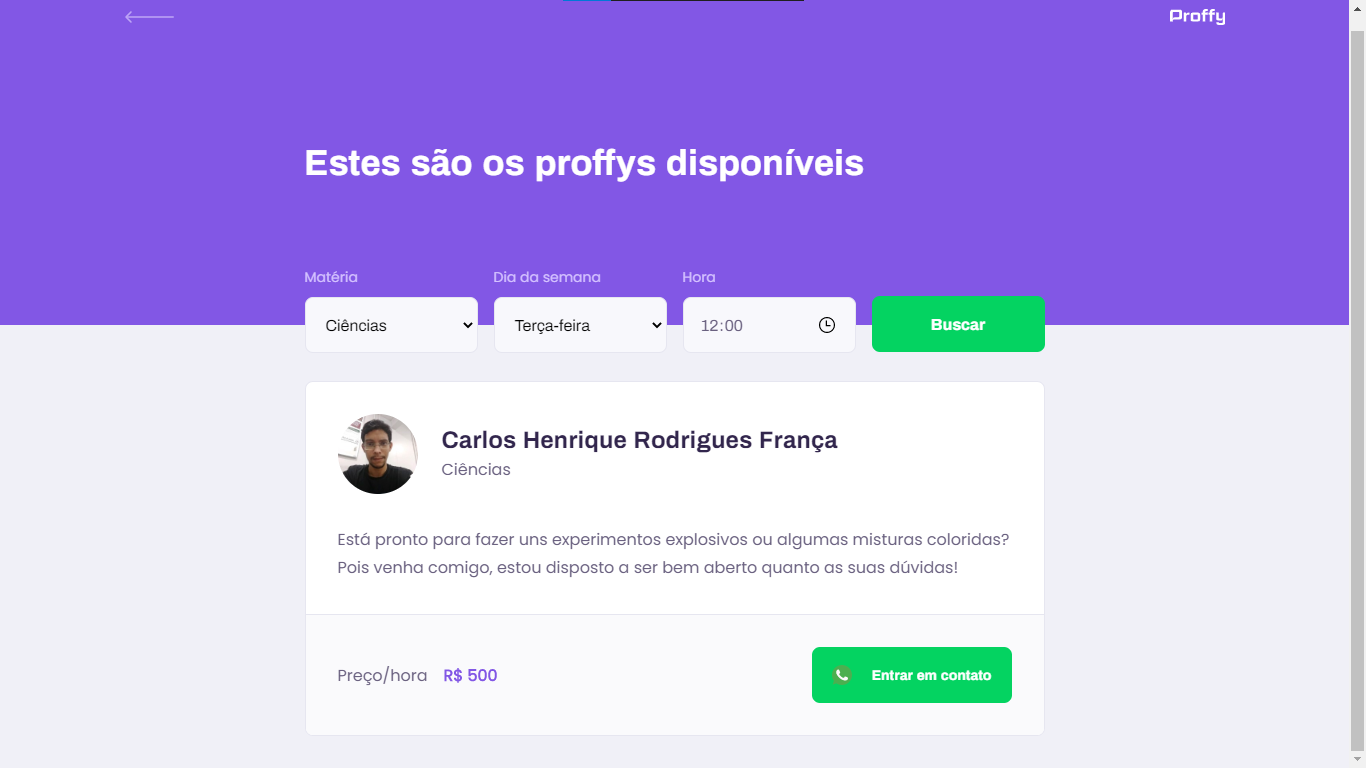 Proffy
Estes são os proffys disponíveis
Matéria
Dia da semana
Hora
Ciências
Terça-feira
12:00
Buscar
Carlos Henrique Rodrigues França
Ciências
Está pronto para fazer uns experimentos explosivos ou algumas misturas coloridas?
Pois venha comigo, estou disposto a ser bem aberto quanto as suas dúvidas!
Preço/hora R$ 500
Entrar em contato